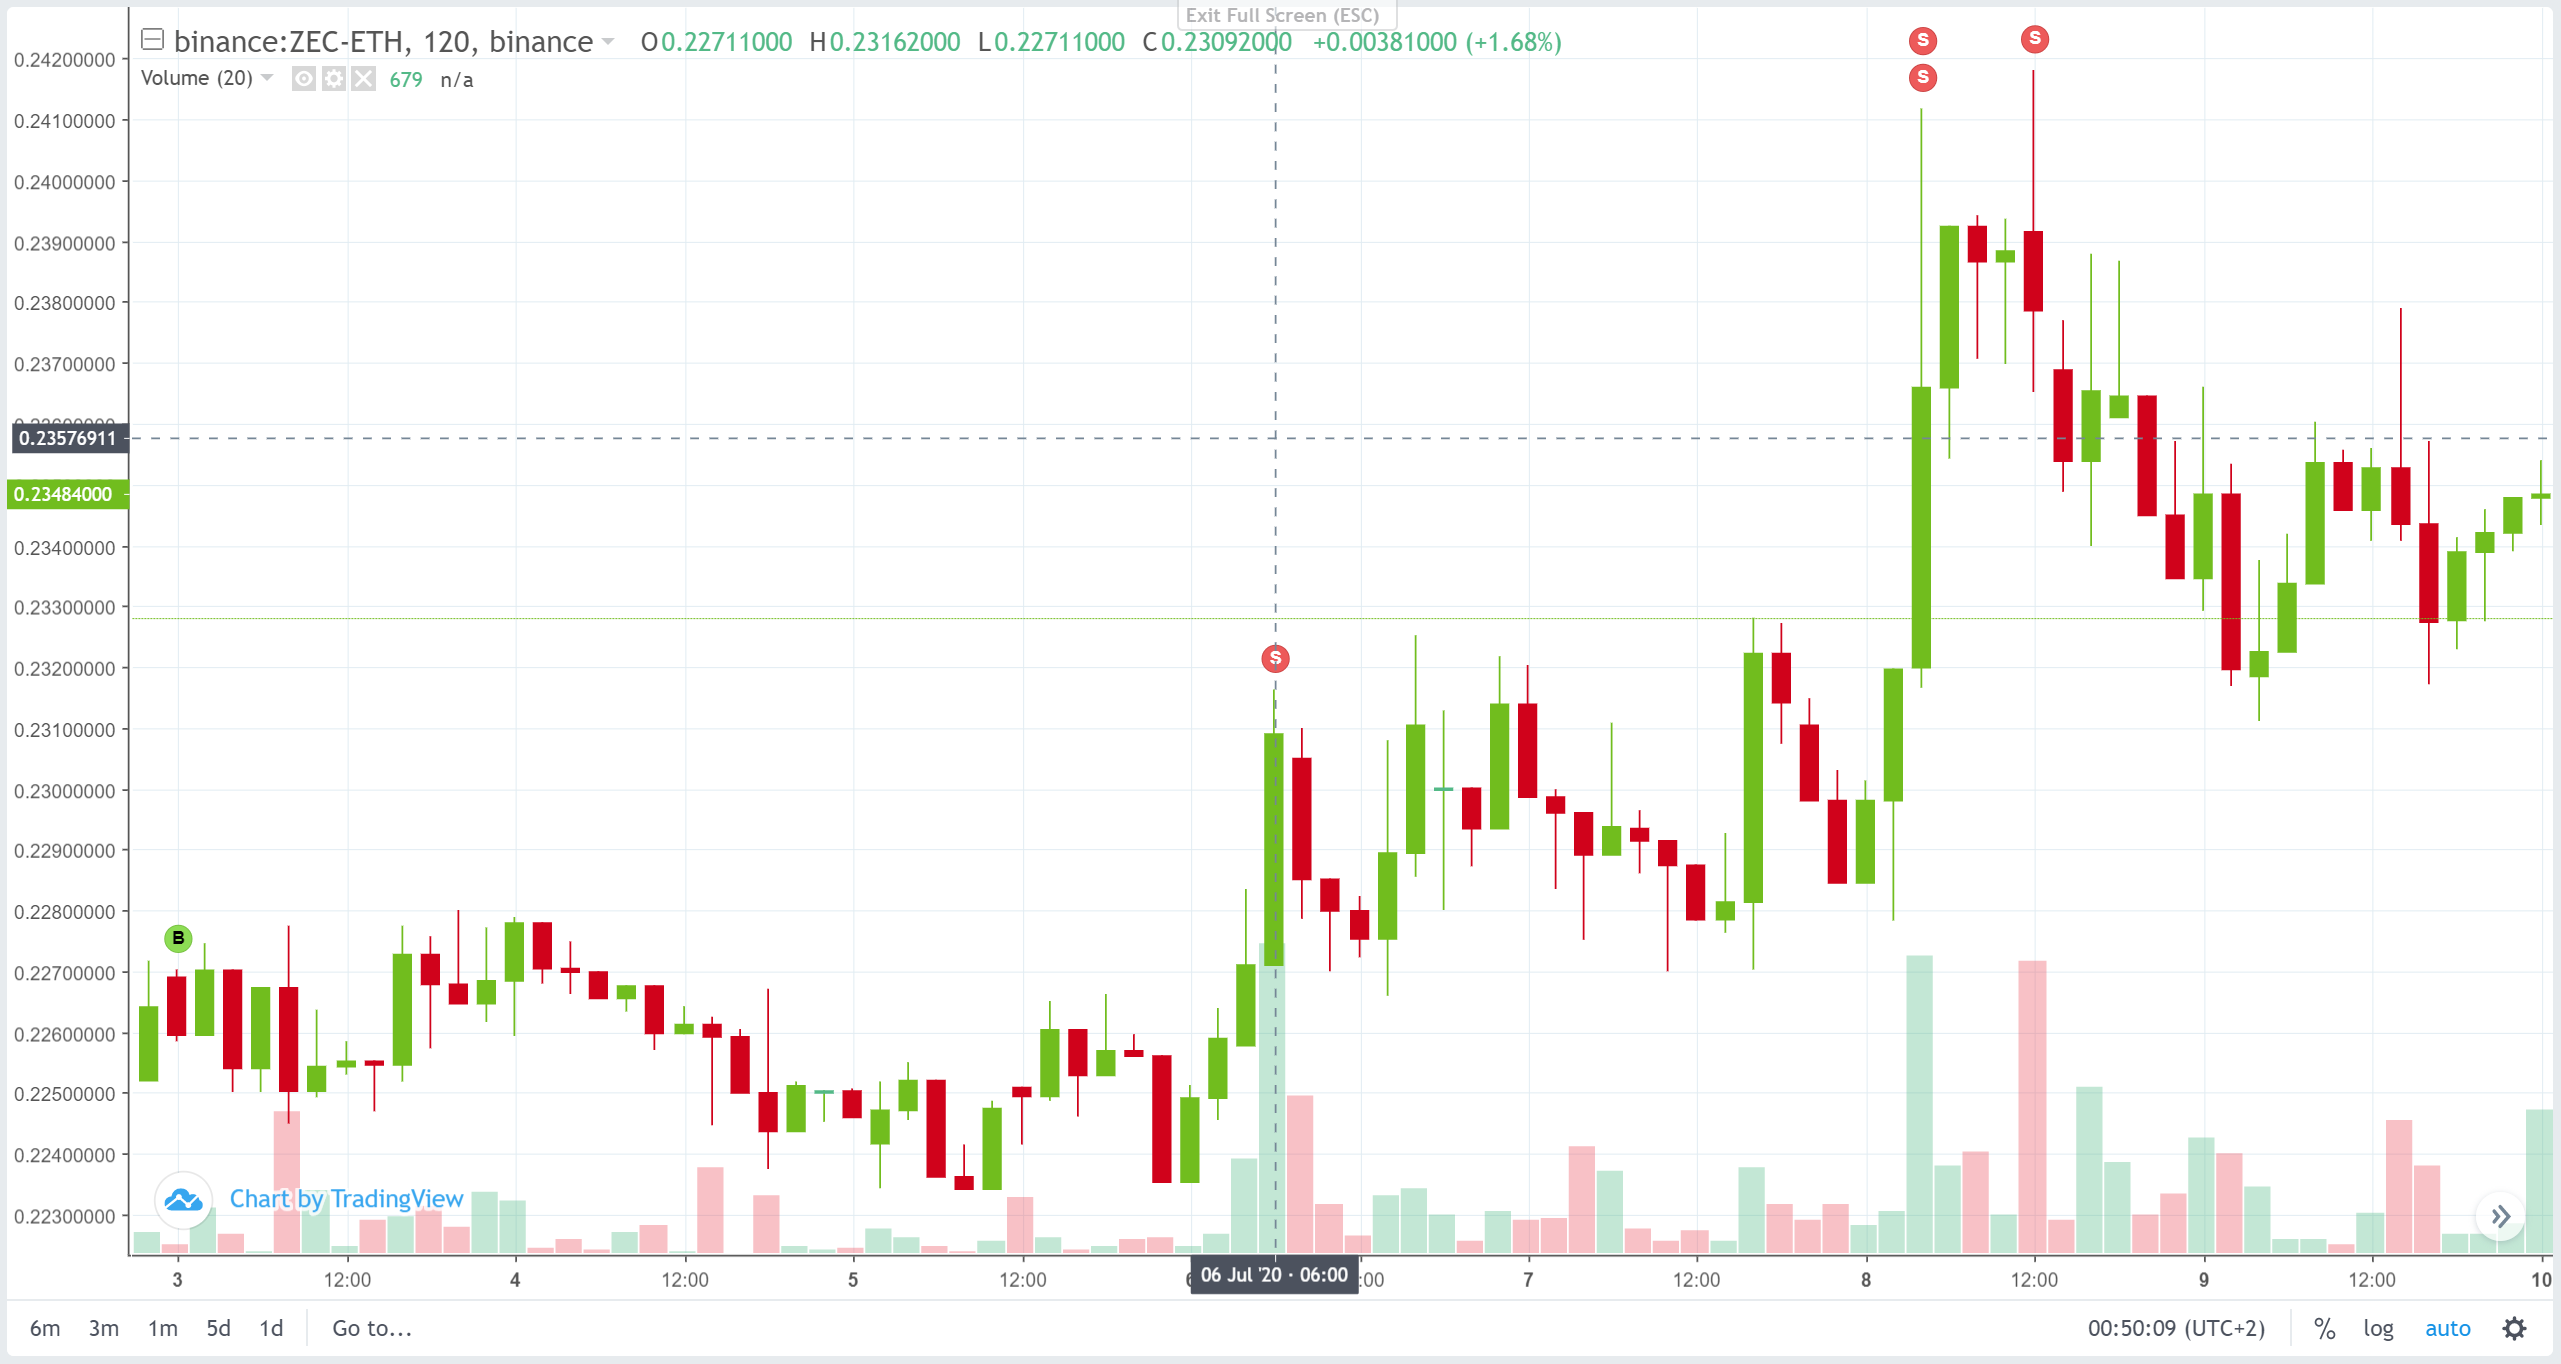 Exit Full Screen (ESC)
binance:ZEC-ETH, 120, binance O0.22711000 H0.23162000 L0.22711000 C0.23092000 +0.00381000 (+1.68%)
Volume (20) 679 n/a
S S
S
0.24200000
0.24100000
0.24000000
0.23900000
0.23800000
0.23700000
0.23576911
0.23484000
0.23400000
0.23300000
0.23200000
S
0.23100000
0.23000000
0.22900000
0.22800000
B
0.22700000
0.22600000
0.22500000
0.22400000
Chart by TradingView
0.22300000
3 12:00 4 12:00 5 12:00 06 Jul '20 · 06:00 :00 7 12:00 8 12:00 9 12:00 10
6m 3m 1m 5d 1d Go to... 00:50:09 (UTC+2) % log auto